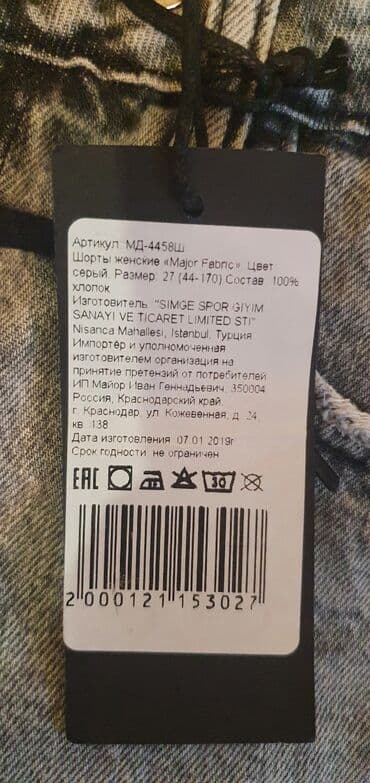 Артикул: МД-4458Ш
Шорты женские «Major Fabric». Цвет
серый. Размер: 27 (44-170) Состав: 100%
хлопок
Изготовитель: "SIMGE SPOR GIYIM
SANAYI VE TICARET LIMITED STI"
Nisanca Mahallesi, Istanbul, Турция
Импортёр и уполномоченная
изготовителем организация на
принятие претензий от потребителей
ИП Майор Иван Геннадьевич, 350004
Россия, Краснодарский край,
г. Краснодар, ул. Кожевенная, д. 24,
кв. 138
Дата изготовления: 07.01.2019г
Срок годности: не ограничен
EAC 30
2 000121 153027